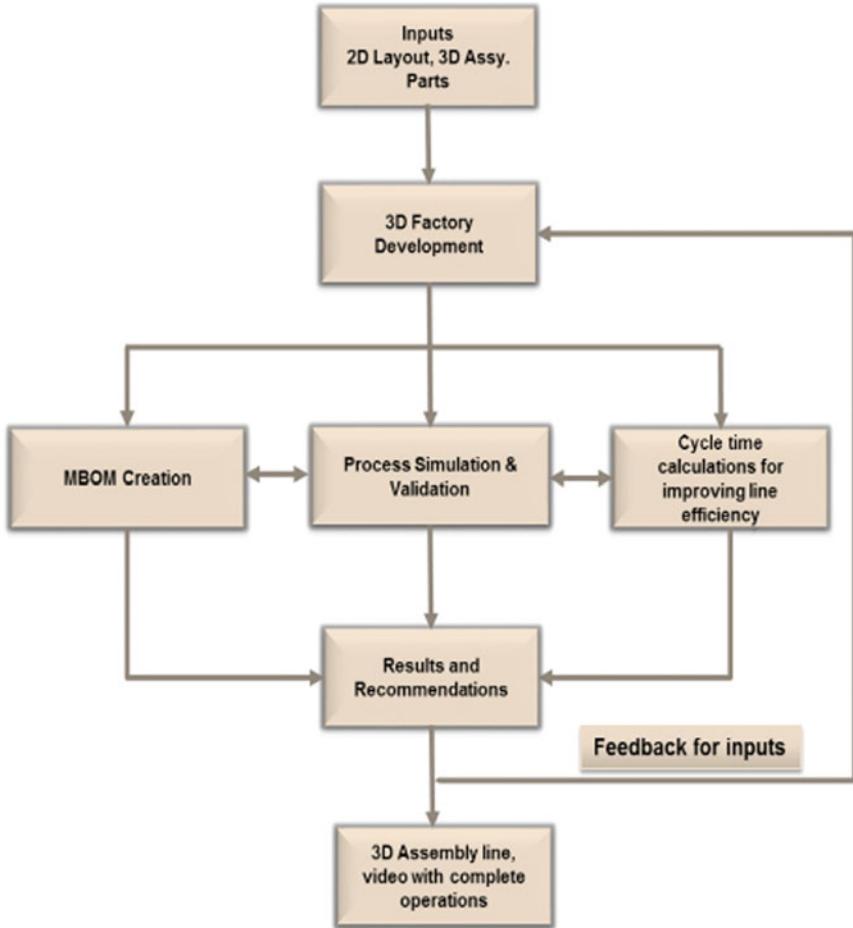 Inputs
2D Layout, 3D Assy.
Parts
3D Factory
Development
MBOM Creation
Process Simulation &
Validation
Cycle time
calculations for
improving line
efficiency
Results and
Recommendations
Feedback for inputs
3D Assembly line,
video with complete
operations